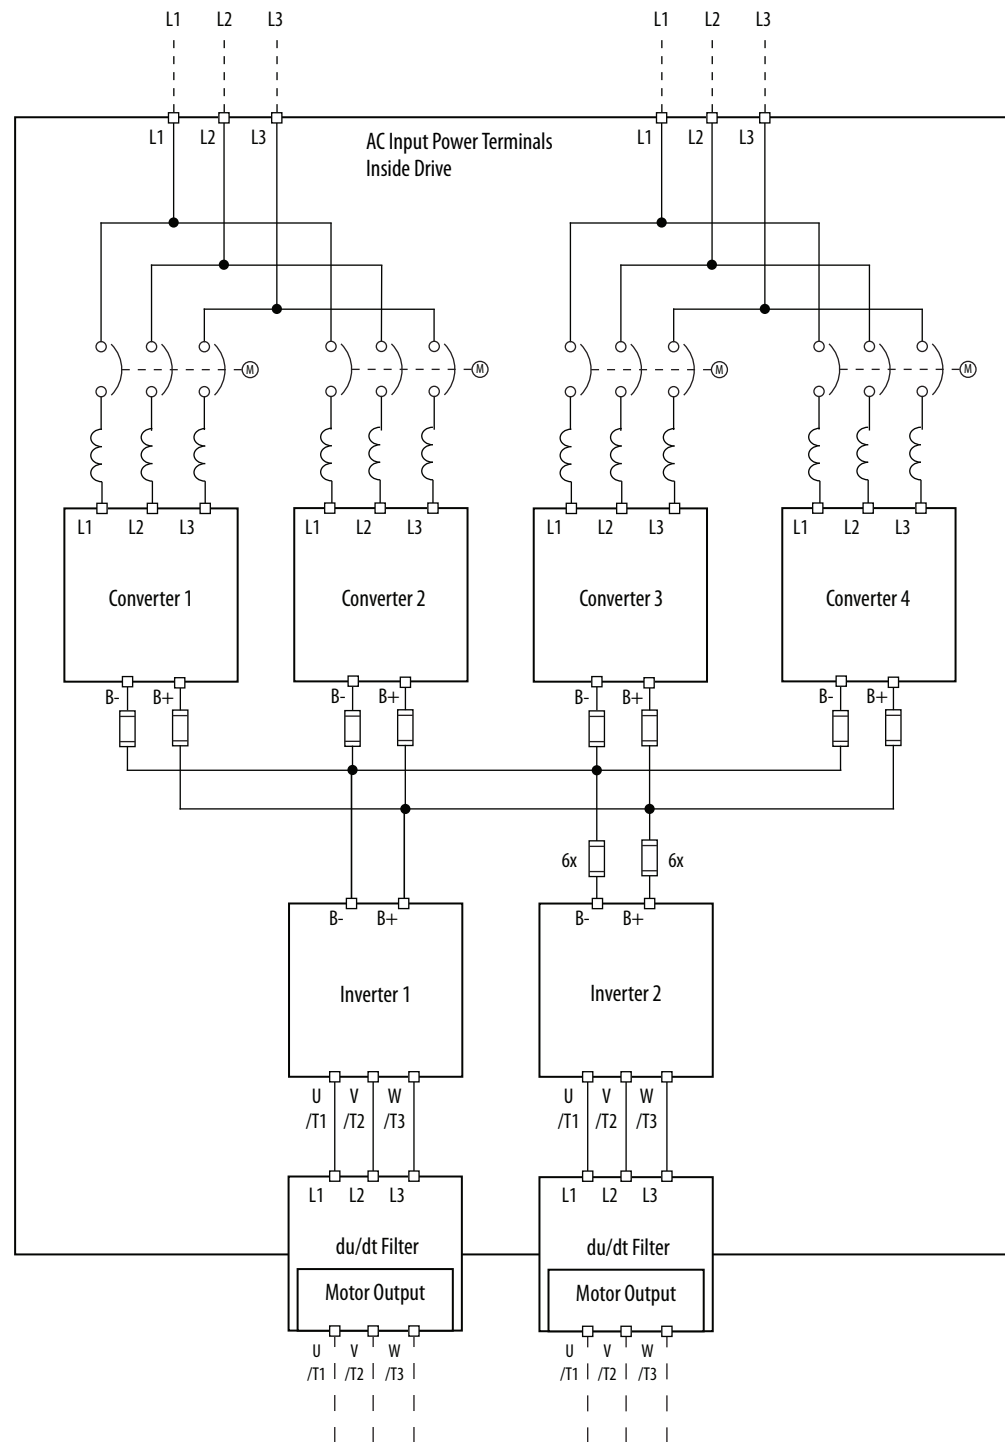 L1 L2 L3 L1 L2 L3
L1 L2 L3 AC Input Power Terminals L1 L2 L3
Inside Drive
M M M M
L1 L2 L3 L1 L2 L3 L1 L2 L3 L1 L2 L3
Converter 1 Converter 2 Converter 3 Converter 4
B- B+ B- B+ B- B+ B- B+
6x 6x
B- B+ B- B+
Inverter 1 Inverter 2
U V W U V W
/T1 /T2 /T3 /T1 /T2 /T3
L1 L2 L3 L1 L2 L3
du/dt Filter du/dt Filter
Motor Output Motor Output
U V W U V W
/T1 /T2 /T3 /T1 /T2 /T3